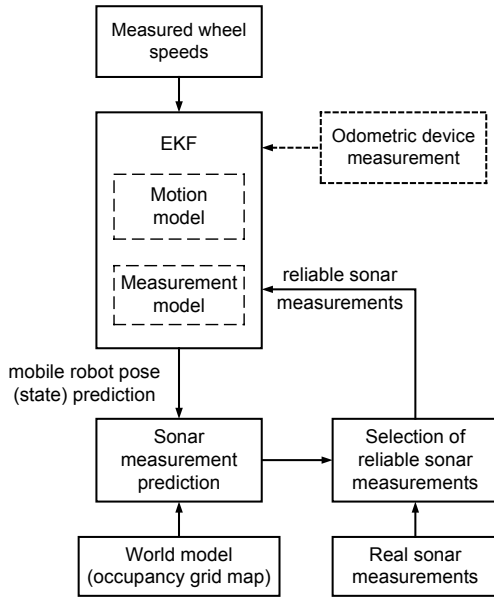 Measured wheel
speeds
EKF
Odometric device
measurement
Motion
model
Measurement
model
reliable sonar
measurements
mobile robot pose
(state) prediction
Sonar
measurement
prediction
Selection of
reliable sonar
measurements
World model
(occupancy grid map)
Real sonar
measurements